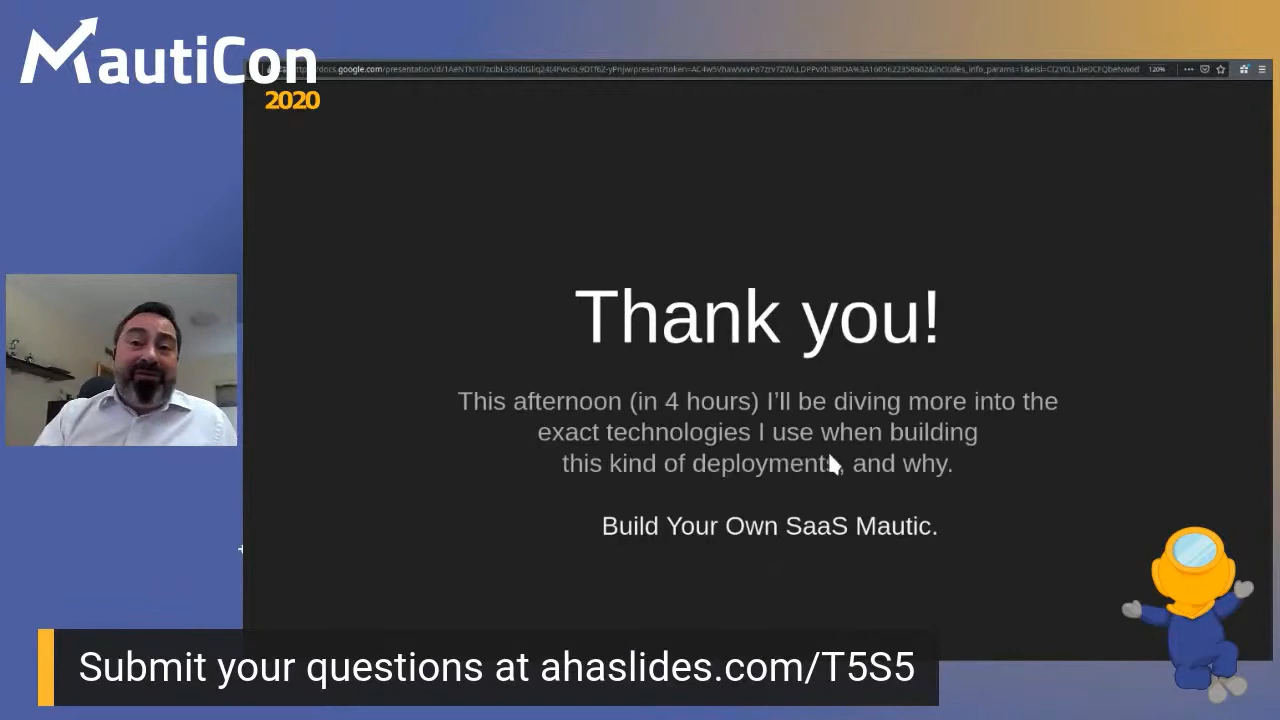 MautiCon
2020
120%
Thank you!
This afternoon (in 4 hours) I'll be diving more into the
exact technologies I use when building
this kind of deployments, and why.
Build Your Own SaaS Mautic.
Submit your questions at ahaslides.com/T5S5